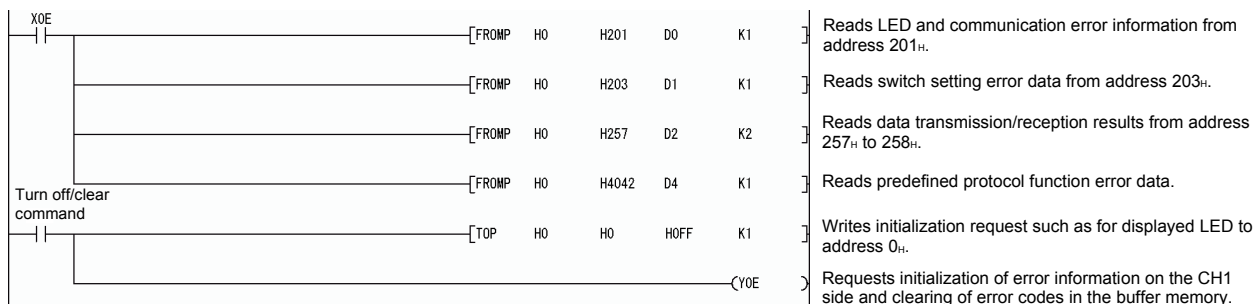 X0E
[FROMP H0 H201 D0 K1 ]
Reads LED and communication error information from
address 201H.
[FROMP H0 H203 D1 K1 ]
Reads switch setting error data from address 203H.
[FROMP H0 H257 D2 K2 ]
Reads data transmission/reception results from address
257H to 258H.
[FROMP H0 H4042 D4 K1 ]
Reads predefined protocol function error data.
Turn off/clear
command
[TOP H0 H0 H0FF K1 ]
Writes initialization request such as for displayed LED to
address 0H.
(Y0E )
Requests initialization of error information on the CH1
side and clearing of error codes in the buffer memory.